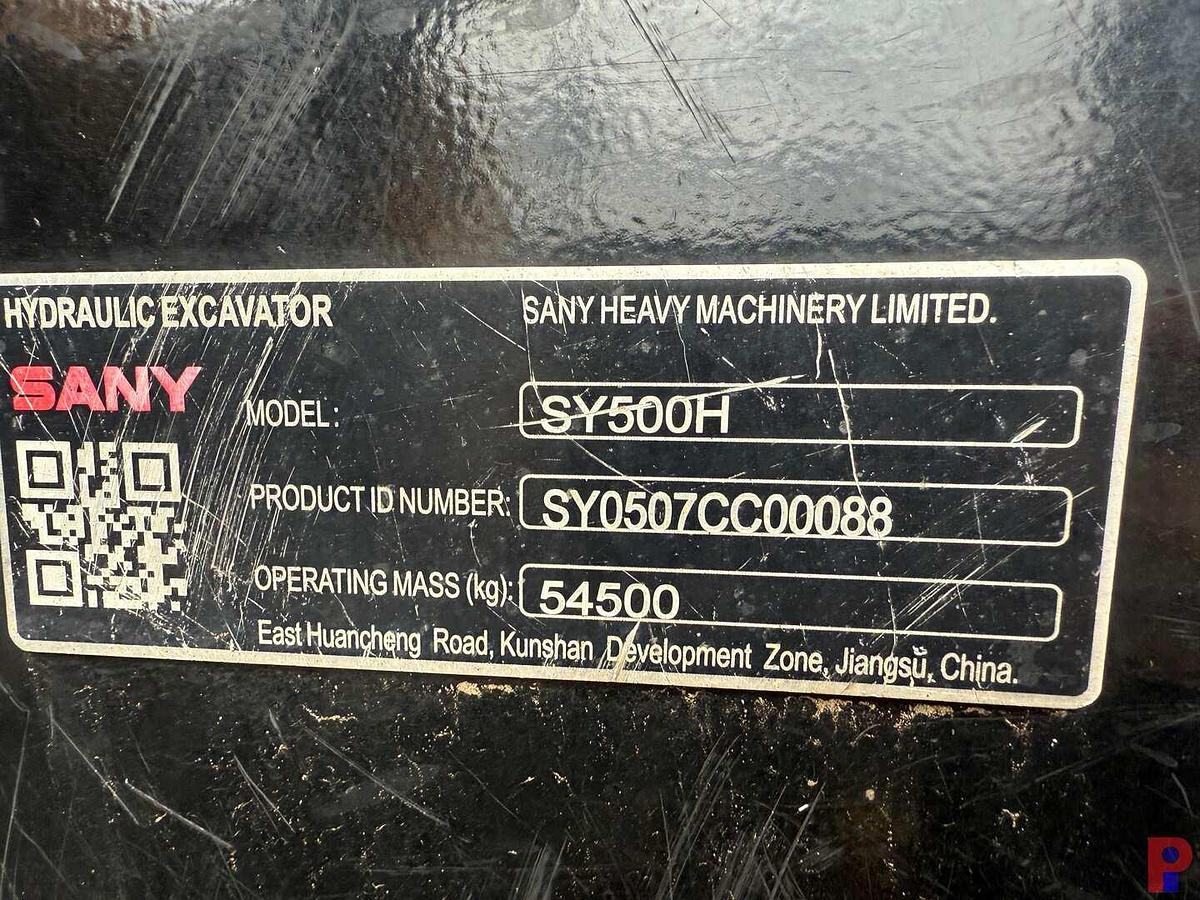 HYDRAULIC EXCAVATOR
SANY HEAVY MACHINERY LIMITED.
SANY
MODEL: SY500H
PRODUCT ID NUMBER: SY0507CC00088
OPERATING MASS (kg): 54500
East Huancheng Road, Kunshan Development Zone, Jiangsu, China.
Pi